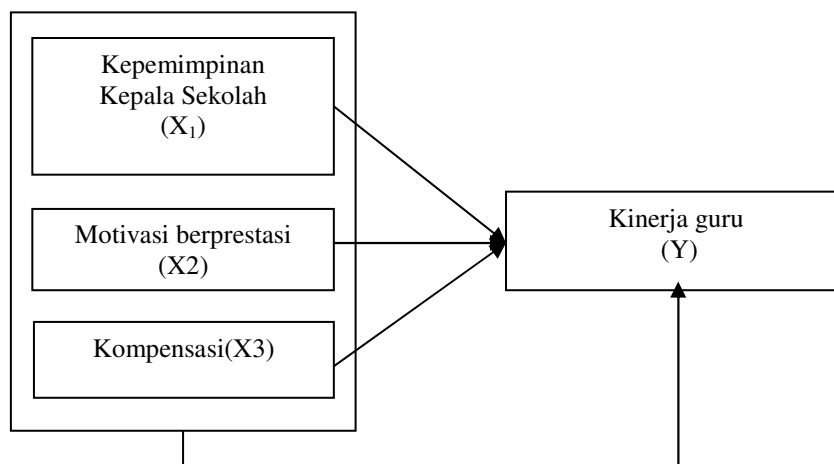 Kepemimpinan
Kepala Sekolah
(X₁)
Motivasi berprestasi
(X2)
Kompensasi(X3)
Kinerja guru
(Y)